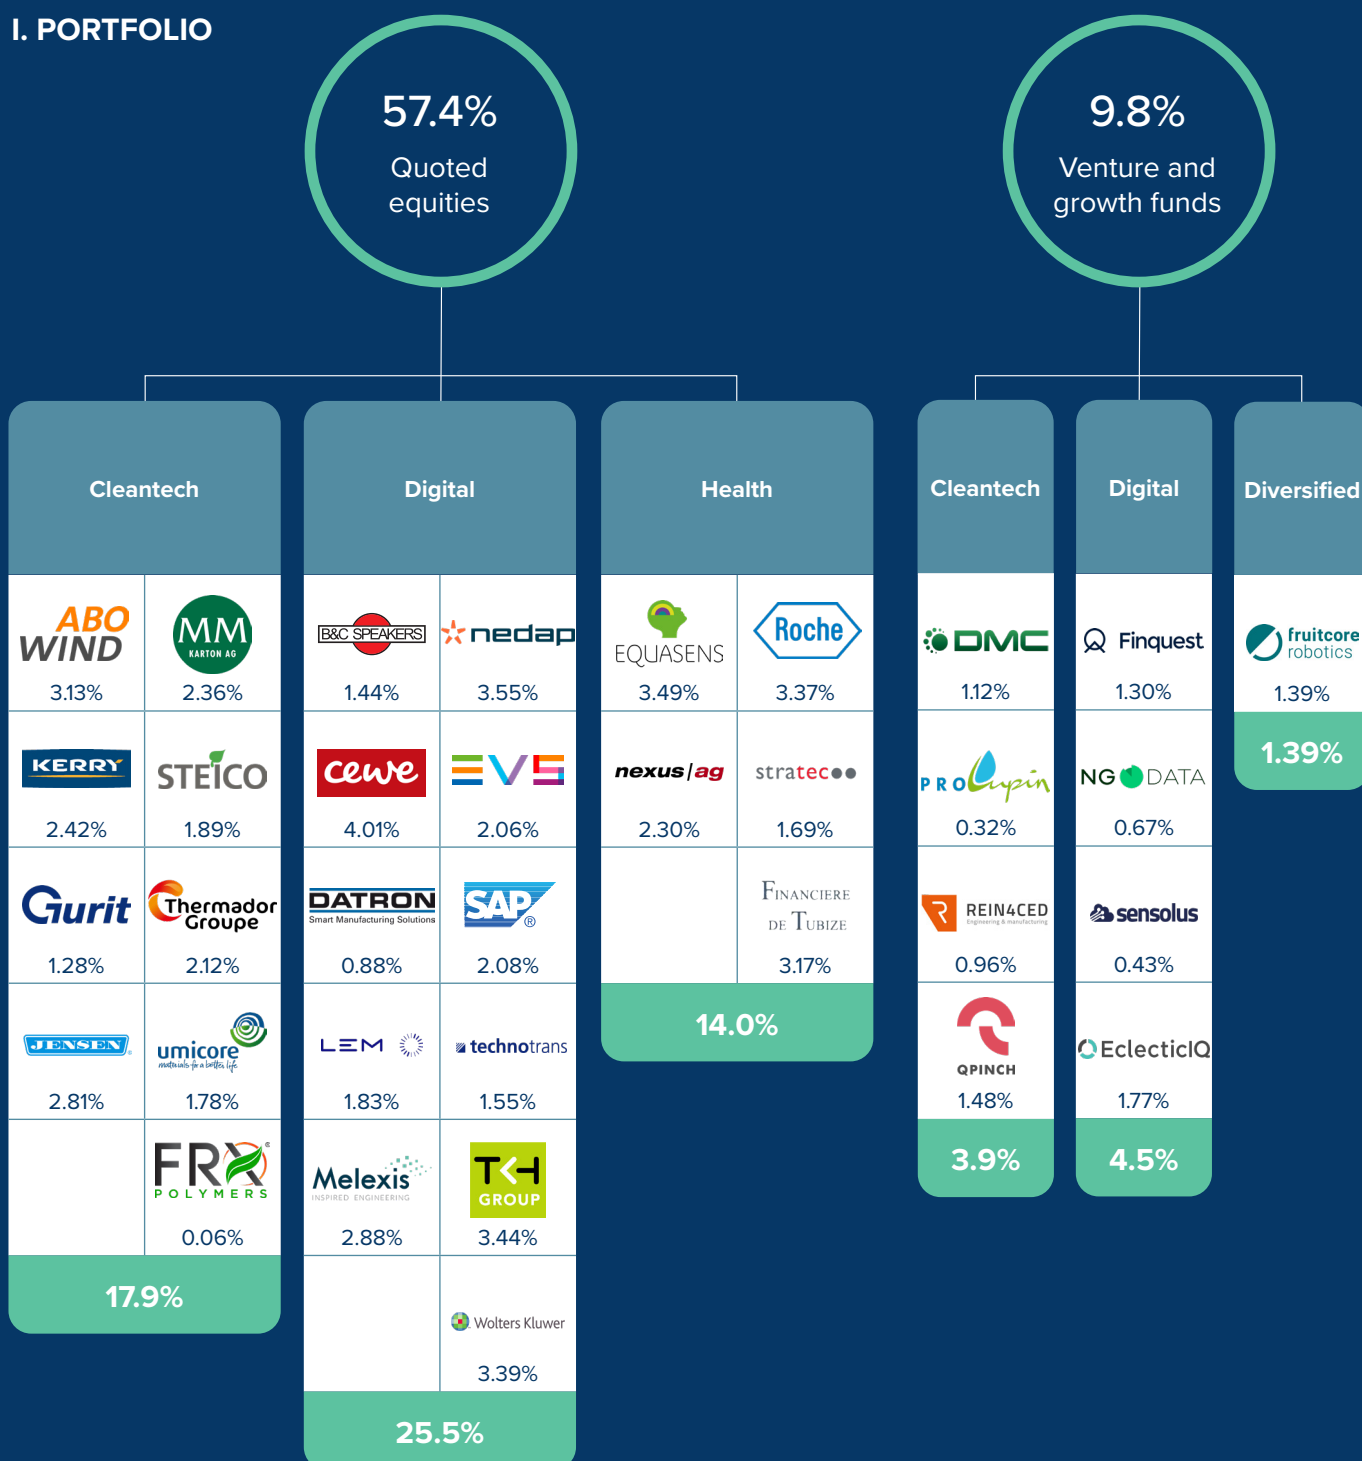 I. PORTFOLIO
57.4%
Quoted
equities
9.8%
Venture and
growth funds
Cleantech
ABO
WIND
3.13%
MM
KARTON AG
2.36%
KERRY
2.42%
STEICO
1.89%
Gurit
1.28%
Thermador
Groupe
2.12%
JENSEN
2.81%
umicore
materials for a better life
1.78%
FRX
POLYMERS
0.06%
17.9%
Digital
B&C SPEAKERS
1.44%
nedap
3.55%
cewe
4.01%
EVS
2.06%
DATRON
Smart Manufacturing Solutions
0.88%
SAP®
2.08%
LEM
1.83%
technotrans
1.55%
Melexis
INSPIRED ENGINEERING
2.88%
TKH
GROUP
3.44%
Wolters Kluwer
3.39%
25.5%
Health
EQUASENS
3.49%
Roche
3.37%
nexus|ag
2.30%
stratec
1.69%
FINANCIERE
DE TUBIZE
3.17%
14.0%
Cleantech
DMC
1.12%
PROLupin
0.32%
REIN4CED
Engineering & manufacturing
0.96%
QPINCH
1.48%
3.9%
Digital
Finquest
1.30%
NG DATA
0.67%
sensolus
0.43%
EclecticIQ
1.77%
4.5%
Diversified
fruitcore
robotics
1.39%
1.39%